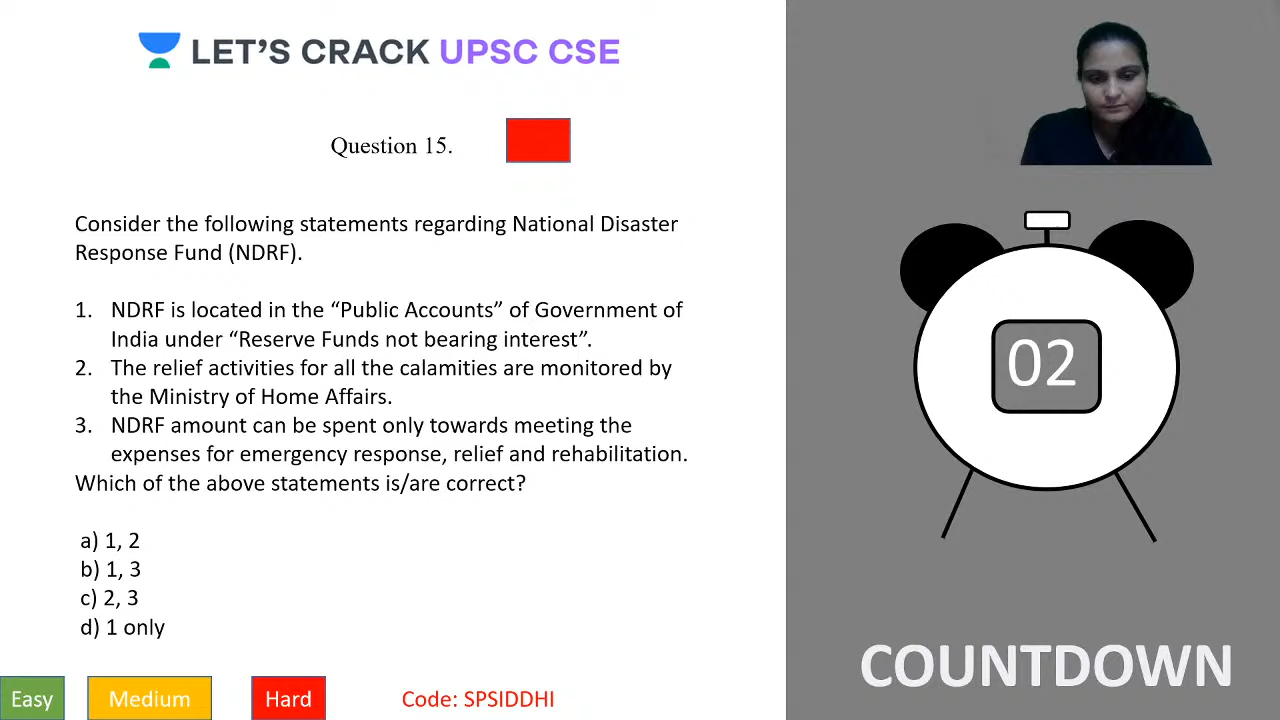 LET'S CRACK UPSC CSE
Question 15.
Consider the following statements regarding National Disaster
Response Fund (NDRF).
1. NDRF is located in the “Public Accounts” of Government of
India under “Reserve Funds not bearing interest”.
2. The relief activities for all the calamities are monitored by
the Ministry of Home Affairs.
3. NDRF amount can be spent only towards meeting the
expenses for emergency response, relief and rehabilitation.
Which of the above statements is/are correct?
a) 1, 2
b) 1, 3
c) 2, 3
d) 1 only
Easy
Medium
Hard
Code: SPSIDDHI
02
COUNTDOWN